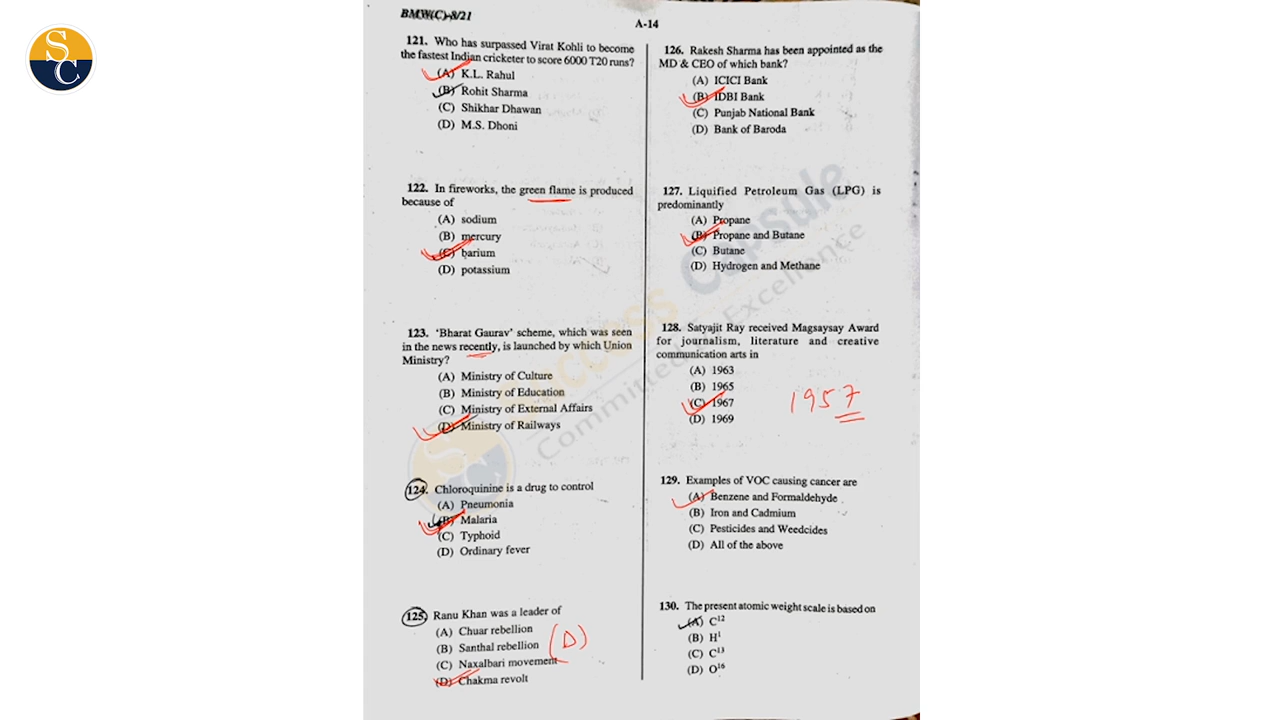 S
C
BMW(C)-8/21
A-14
121. Who has surpassed Virat Kohli to become
the fastest Indian cricketer to score 6000 T20 runs?
(A) K.L. Rahul
(B) Rohit Sharma
(C) Shikhar Dhawan
(D) M.S. Dhoni
122. In fireworks, the green flame is produced
because of
(A) sodium
(B) mercury
(C) barium
(D) potassium
123. ‘Bharat Gaurav’ scheme, which was seen
in the news recently, is launched by which Union
Ministry?
(A) Ministry of Culture
(B) Ministry of Education
(C) Ministry of External Affairs
(D) Ministry of Railways
124. Chloroquinine is a drug to control
(A) Pneumonia
(B) Malaria
(C) Typhoid
(D) Ordinary fever
125. Ranu Khan was a leader of
(A) Chuar rebellion
(B) Santhal rebellion
(C) Naxalbari movement
(D) Chakma revolt
(D)
126. Rakesh Sharma has been appointed as the
MD & CEO of which bank?
(A) ICICI Bank
(B) IDBI Bank
(C) Punjab National Bank
(D) Bank of Baroda
127. Liquified Petroleum Gas (LPG) is
predominantly
(A) Propane
(B) Propane and Butane
(C) Butane
(D) Hydrogen and Methane
128. Satyajit Ray received Magsaysay Award
for journalism, literature and creative
communication arts in
(A) 1963
(B) 1965
(C) 1967
(D) 1969
1957
129. Examples of VOC causing cancer are
(A) Benzene and Formaldehyde
(B) Iron and Cadmium
(C) Pesticides and Weedcides
(D) All of the above
130. The present atomic weight scale is based on
(A) C¹²
(B) H¹
(C) C¹³
(D) O¹⁶
Success Capsule
Committed Excellence
S
C